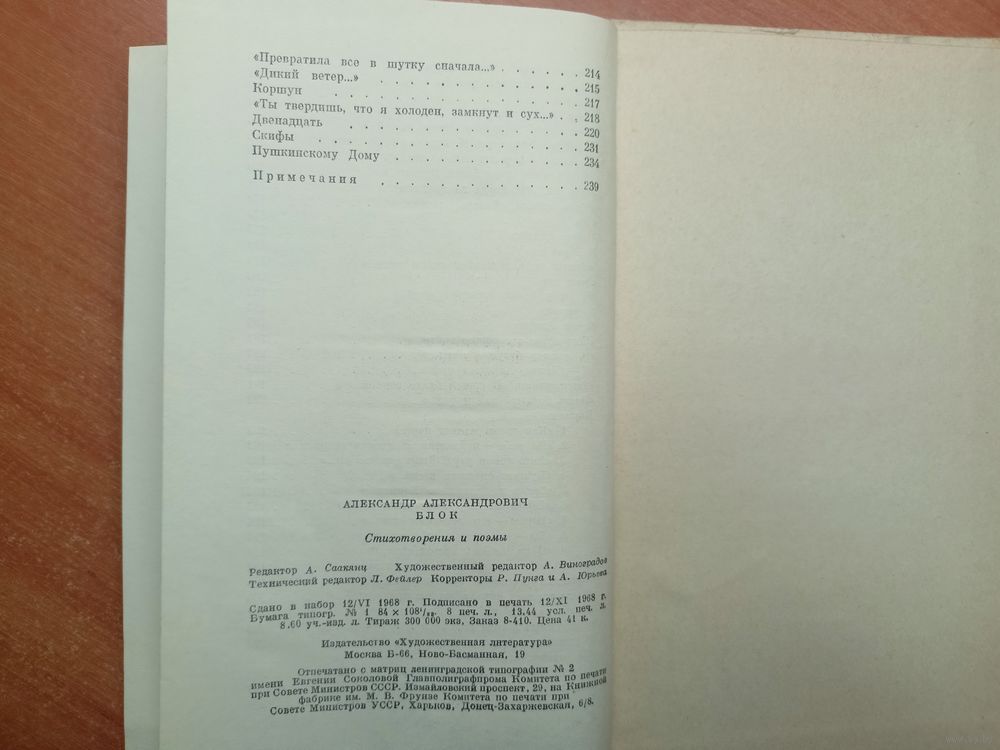 «Превратила все в шутку сначала...» . . . . . . 214
«Дикий ветер...» . . . . . . . . . . . . . 215
Коршун . . . . . . . . . . . . . . . . 217
«Ты твердишь, что я холоден, замкнут и сух...» . . 218
Двенадцать . . . . . . . . . . . . . . . 220
Скифы . . . . . . . . . . . . . . . . . 231
Пушкинскому Дому . . . . . . . . . . . . 234
Примечания . . . . . . . . . . . . . 239
АЛЕКСАНДР АЛЕКСАНДРОВИЧ
БЛОК
Стихотворения и поэмы
Редактор А. Саакянц Художественный редактор А. Виноградов
Технический редактор Л. Фейлер Корректоры Р. Пунга и А. Юрьева
Сдано в набор 12/VI 1968 г. Подписано в печать 12/XI 1968 г.
Бумага типогр. № 1 84 × 108¹/₃₂. 8 печ. л., 13,44 усл. печ. л.
8.60 уч.-изд. л. Тираж 300 000 экз, Заказ 8-410. Цена 41 к.
Издательство «Художественная литература»
Москва Б-66, Ново-Басманная, 19
Отпечатано с матриц ленинградской типографии № 2
имени Евгении Соколовой Главполиграфпрома Комитета по печати
при Совете Министров СССР. Измайловский проспект, 29, на Книжной
фабрике им. М. В. Фрунзе Комитета по печати при
Совете Министров УССР, Харьков, Донец-Захаржевская, 6/8.